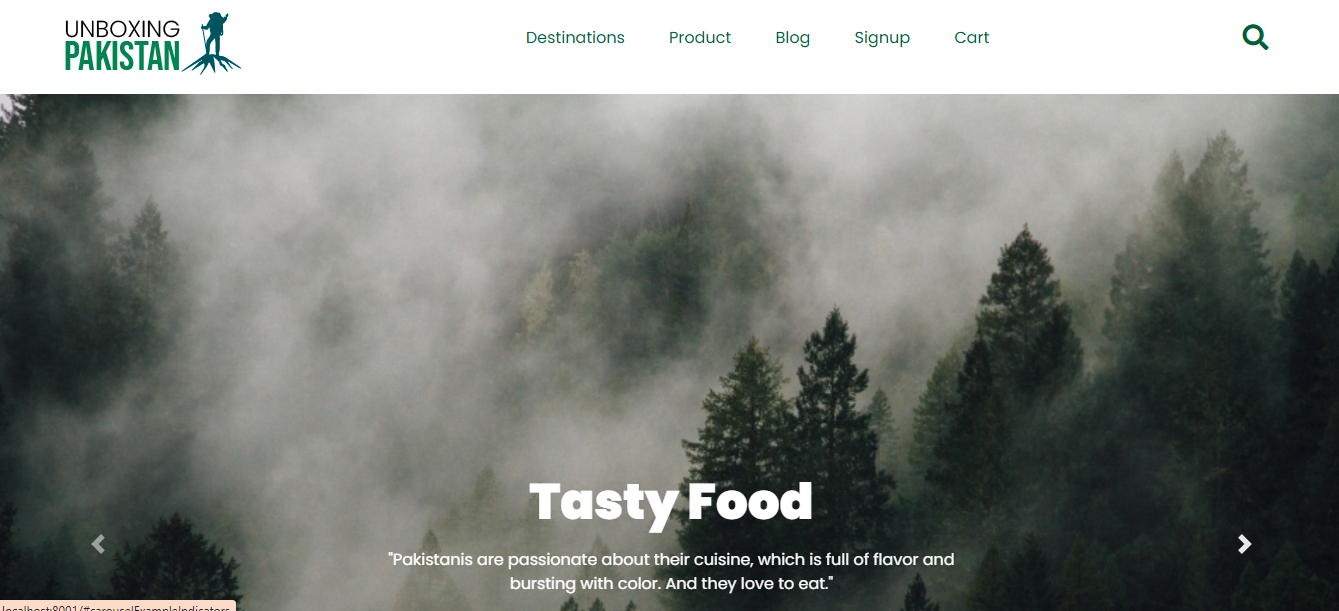 UNBOXING
PAKISTAN
Destinations Product Blog Signup Cart
Tasty Food
"Pakistanis are passionate about their cuisine, which is full of flavor and
bursting with color. And they love to eat."
localhost:8001/#carouselExampleIndicators